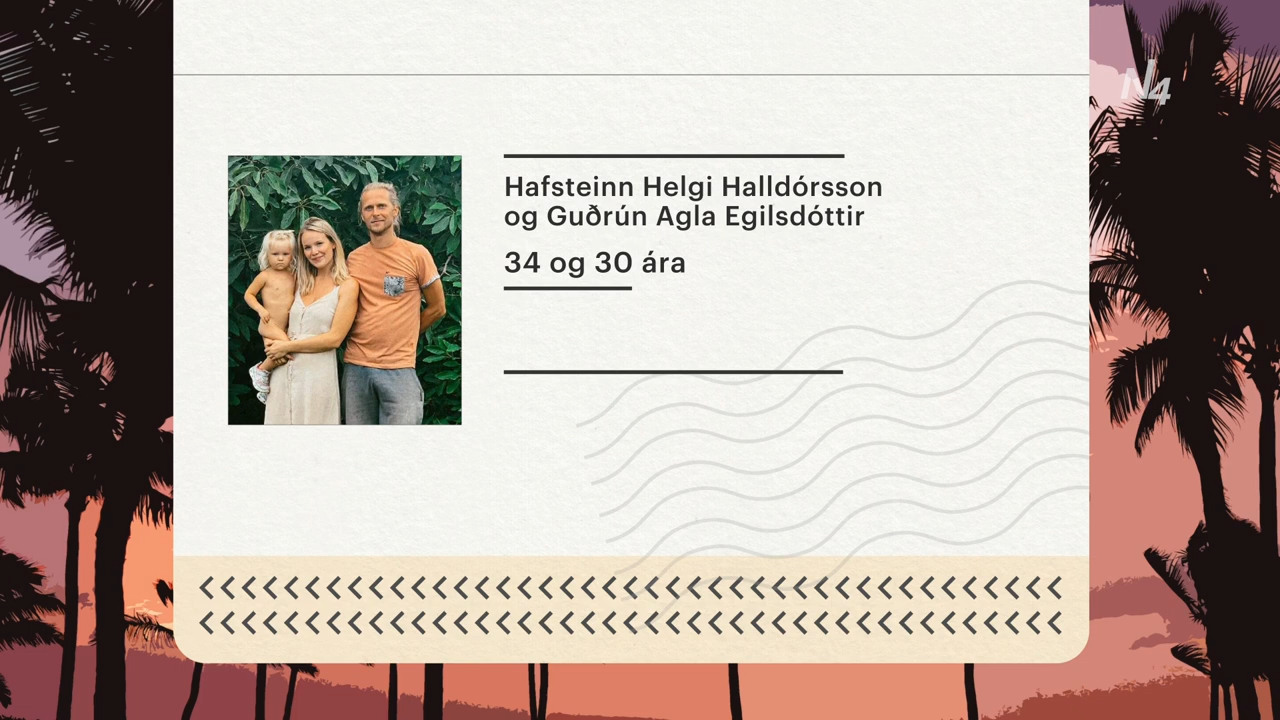 N4
Hafsteinn Helgi Halldórsson
og Guðrún Agla Egilsdóttir
34 og 30 ára